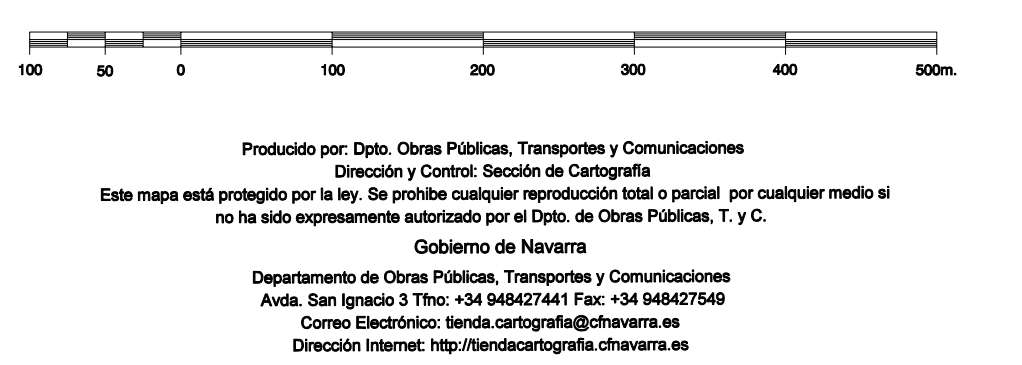 100 50 0 100 200 300 400 500m.
Producido por: Dpto. Obras Públicas, Transportes y Comunicaciones
Dirección y Control: Sección de Cartografía
Este mapa está protegido por la ley. Se prohibe cualquier reproducción total o parcial por cualquier medio si
no ha sido expresamente autorizado por el Dpto. de Obras Públicas, T. y C.
Gobierno de Navarra
Departamento de Obras Públicas, Transportes y Comunicaciones
Avda. San Ignacio 3 Tfno: +34 948427441 Fax: +34 948427549
Correo Electrónico: tienda.cartografia@cfnavarra.es
Dirección Internet: http://tiendacartografia.cfnavarra.es